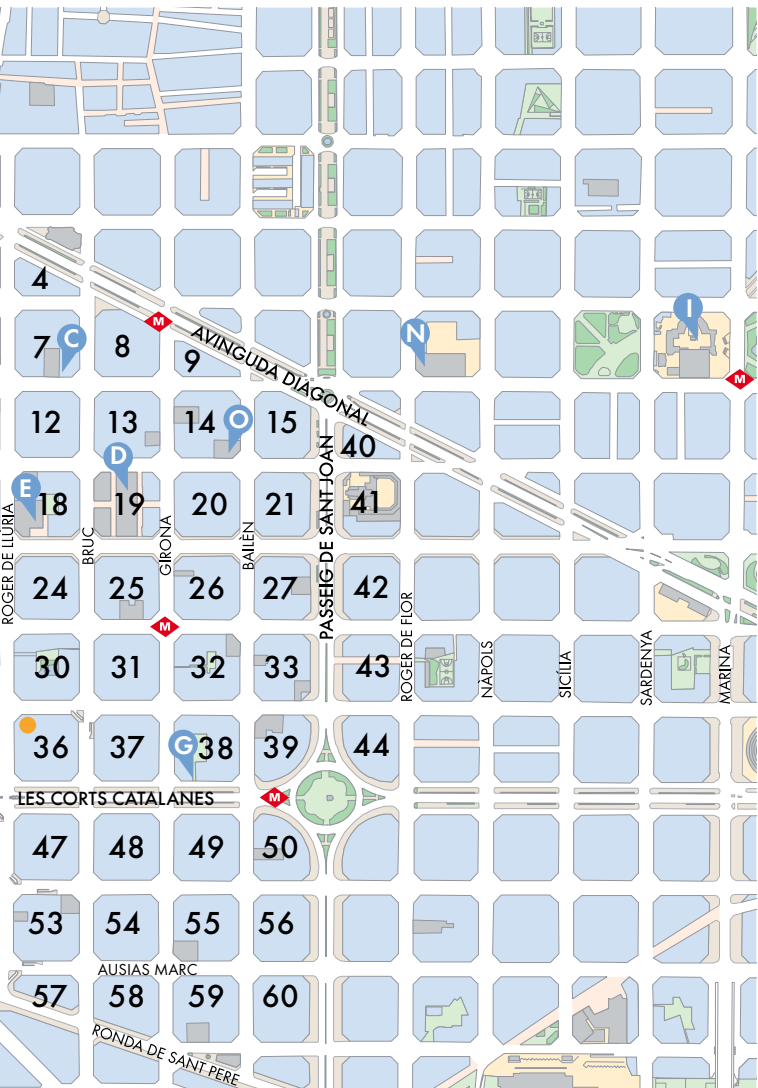 4
I
7
C
8
M
9
AVINGUDA DIAGONAL
N
M
12
13
14
O
15
40
D
E
18
19
20
21
41
ROGER DE LLÚRIA
BRUC
GIRONA
BAILÈN
PASSEIG DE SANT JOAN
24
25
26
27
42
M
ROGER DE FLOR
NÀPOLS
SICÍLIA
SARDENYA
MARINA
30
31
32
33
43
36
37
G
38
39
44
LES CORTS CATALANES
M
47
48
49
50
53
54
55
56
AUSIAS MARC
57
58
59
60
RONDA DE SANT PERE